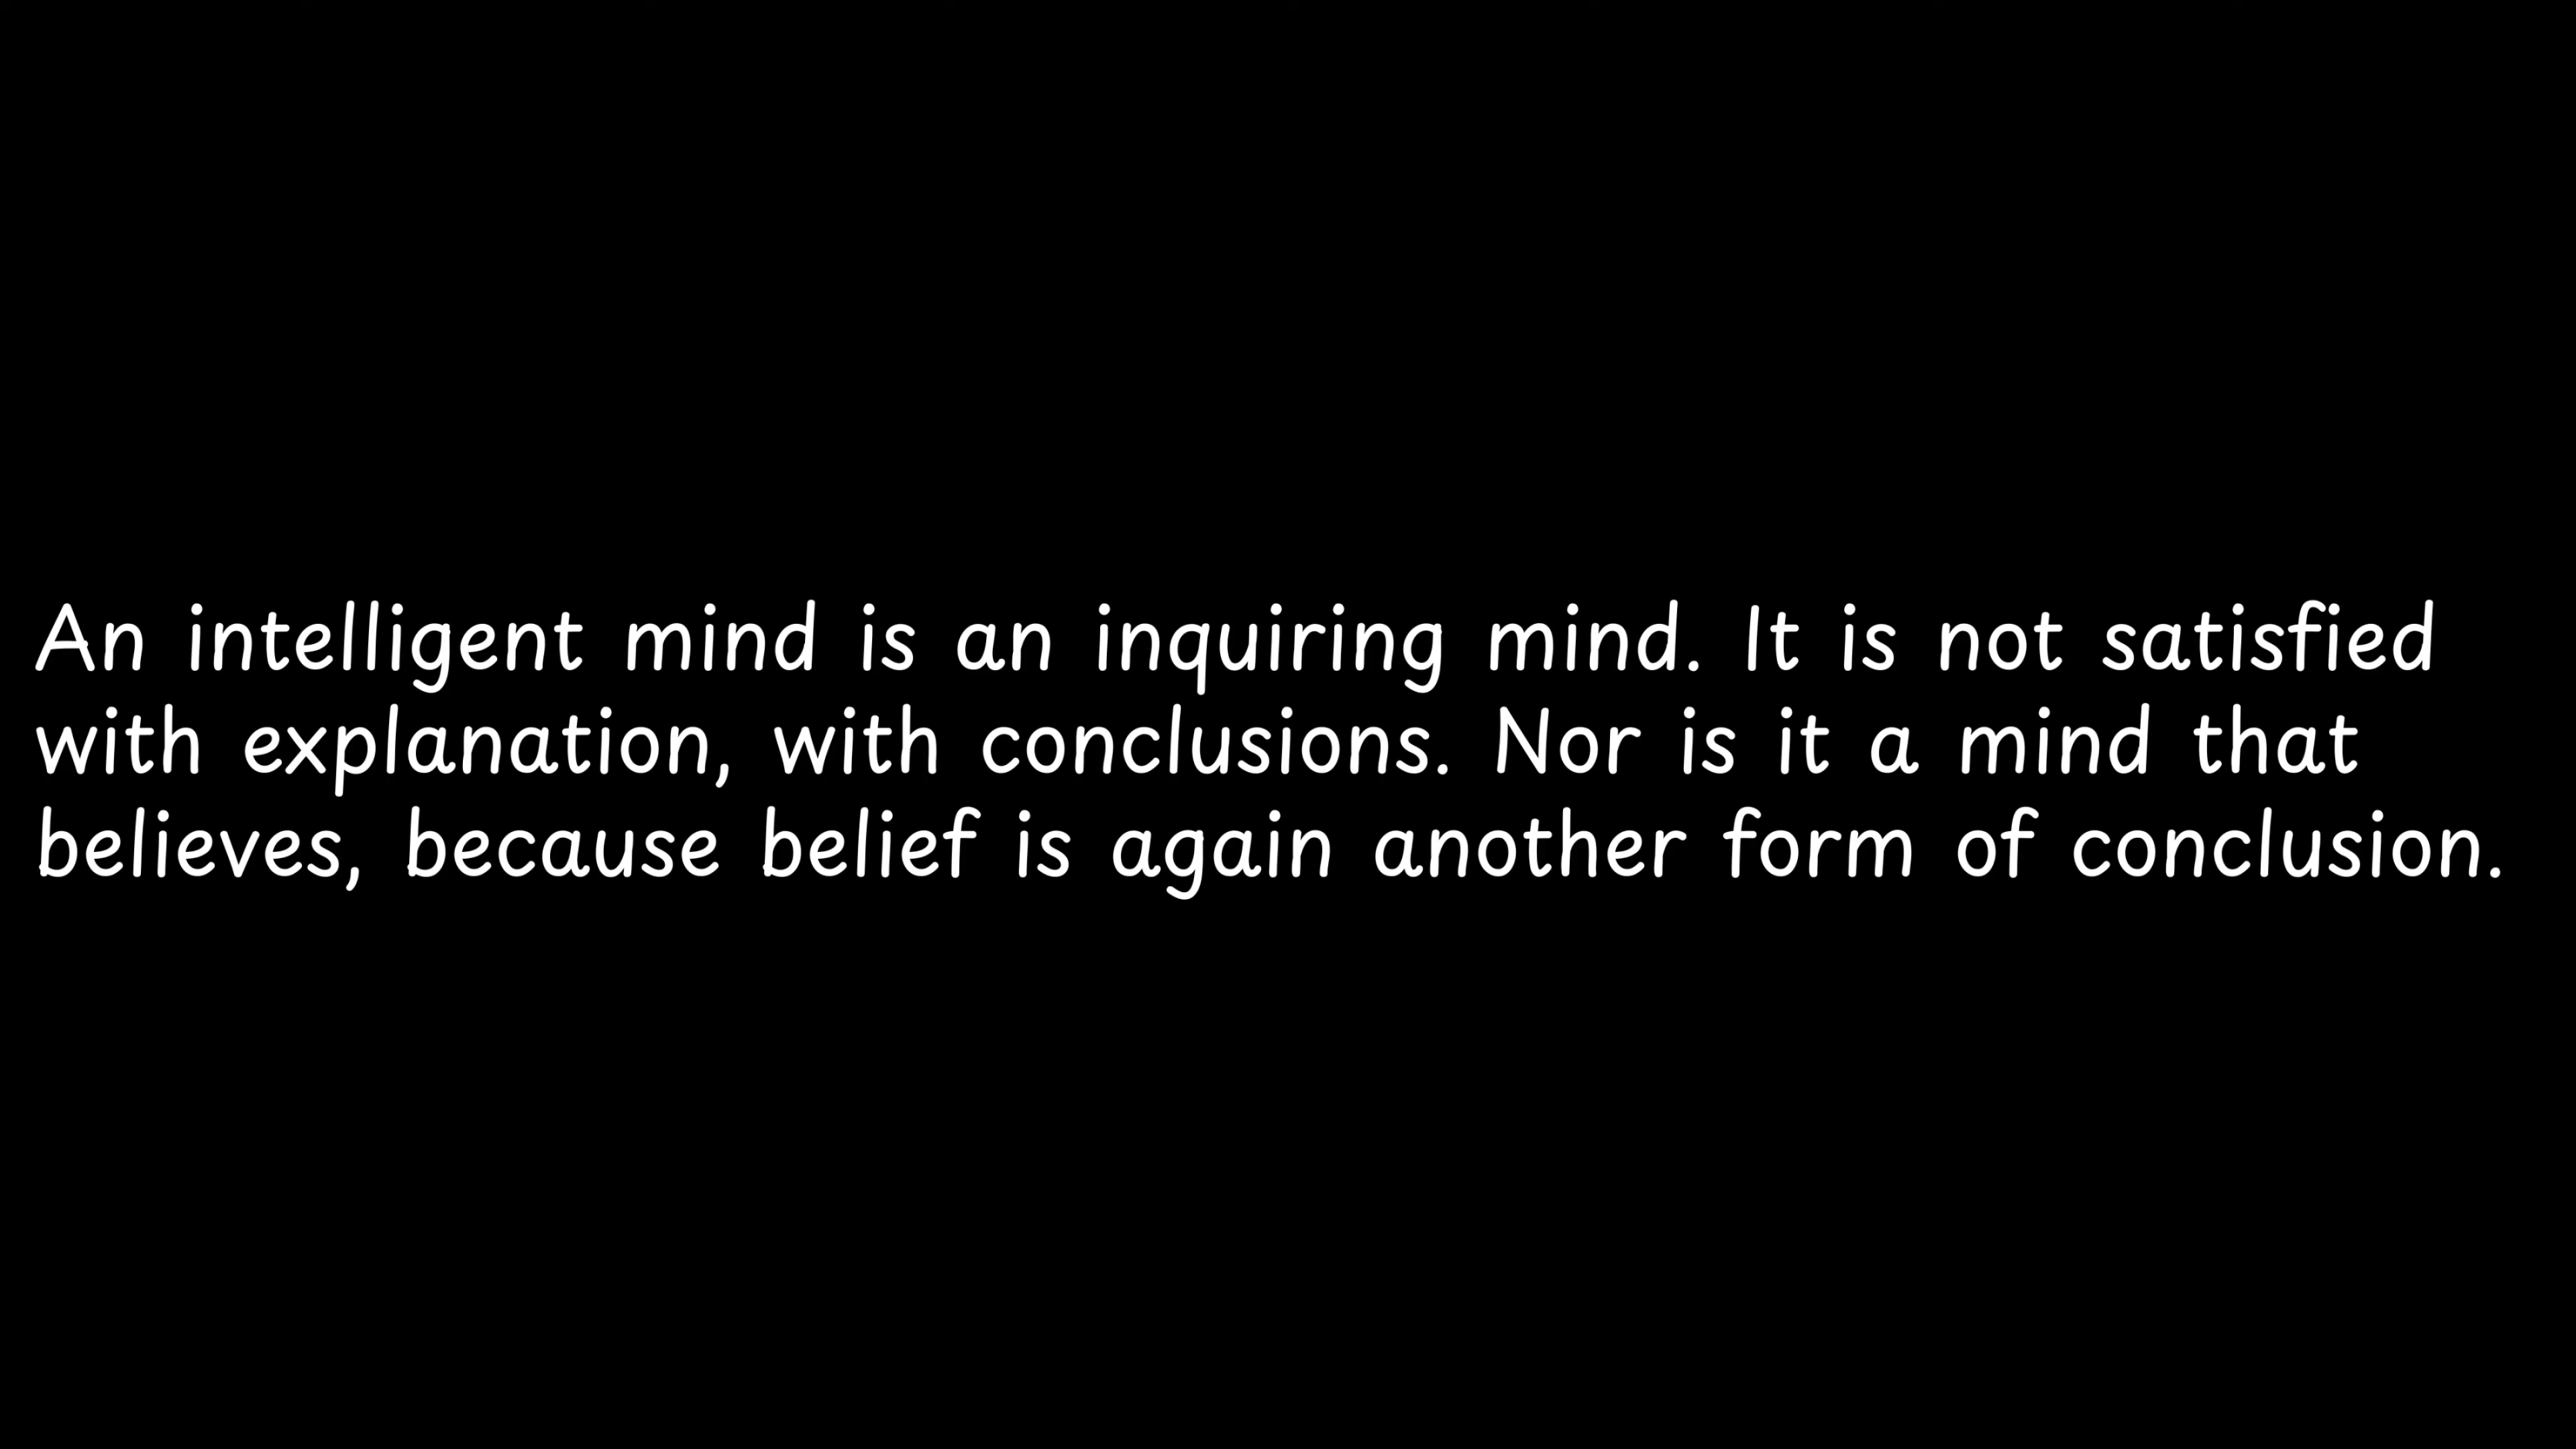 An intelligent mind is an inquiring mind. It is not satisfied
with explanation, with conclusions. Nor is it a mind that
believes, because belief is again another form of conclusion.